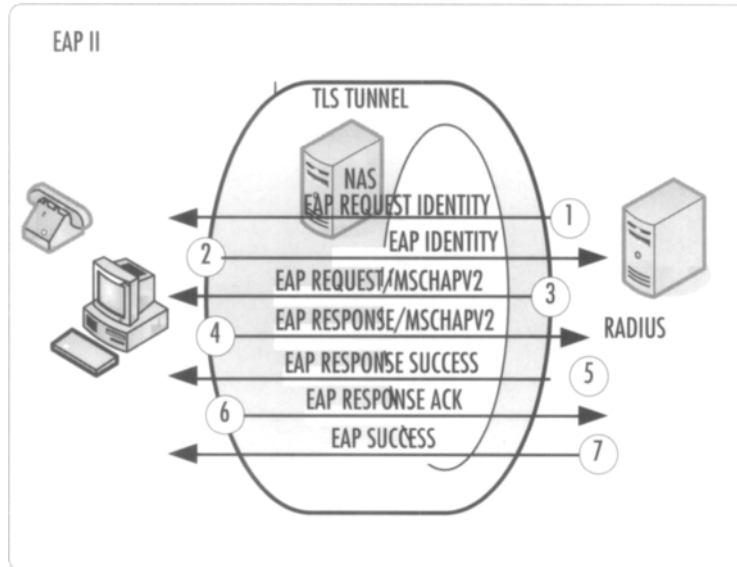 EAP II
TLS TUNNEL
NAS
EAP REQUEST IDENTITY
1
2
EAP IDENTITY
EAP REQUEST/MSCHAPV2
3
4
EAP RESPONSE/MSCHAPV2
RADIUS
EAP RESPONSE SUCCESS
5
6
EAP RESPONSE ACK
EAP SUCCESS
7